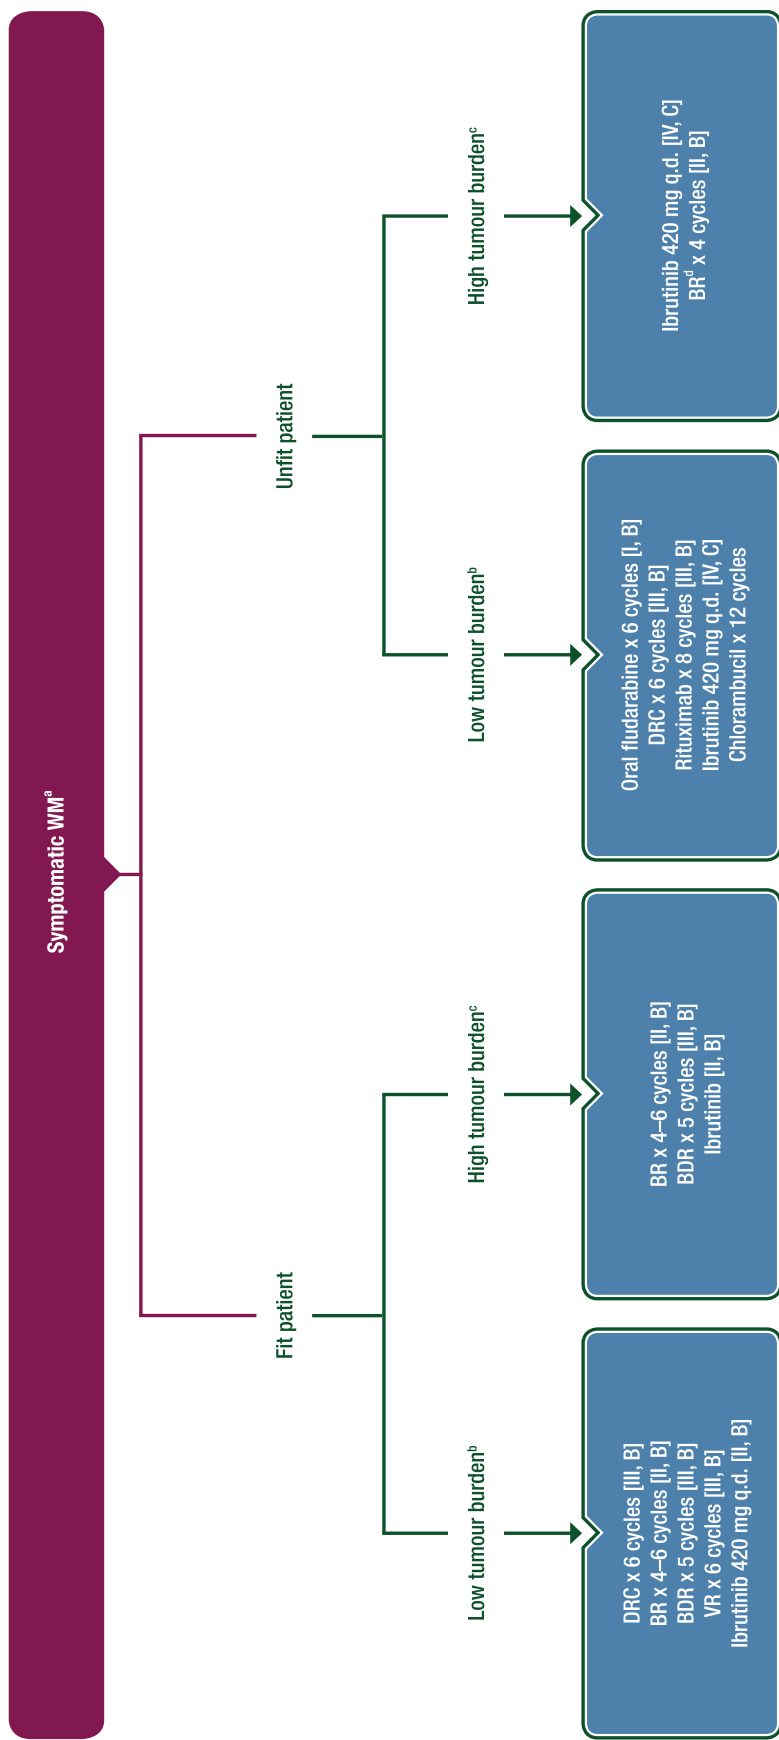 Symptomatic WMᵃ
Fit patient
Unfit patient
Low tumour burdenᵇ
High tumour burdenᶜ
Low tumour burdenᵇ
High tumour burdenᶜ
DRC x 6 cycles [III, B]
BR x 4–6 cycles [II, B]
BDR x 5 cycles [III, B]
VR x 6 cycles [III, B]
Ibrutinib 420 mg q.d. [II, B]
BR x 4–6 cycles [II, B]
BDR x 5 cycles [III, B]
Ibrutinib [II, B]
Oral fludarabine x 6 cycles [I, B]
DRC x 6 cycles [III, B]
Rituximab x 8 cycles [III, B]
Ibrutinib 420 mg q.d. [IV, C]
Chlorambucil x 12 cycles
Ibrutinib 420 mg q.d. [IV, C]
BRᵈ x 4 cycles [II, B]